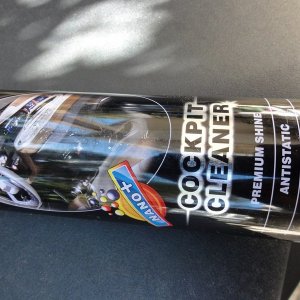 COCKPIT
CLEANER
PREMIUM SHINE
ANTISTATIC
NANO+